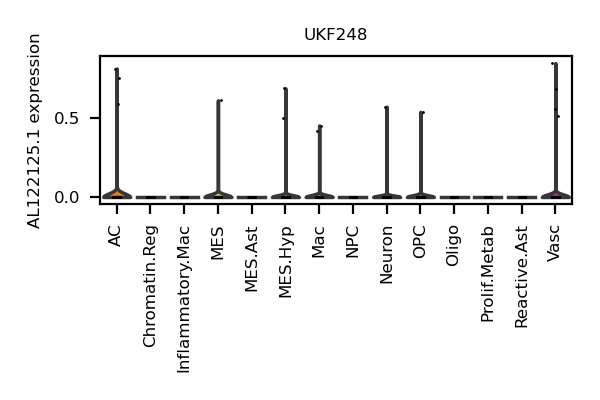 UKF248
AL122125.1 expression
0.5
0.0
AC
Chromatin.Reg
Inflammatory.Mac
MES
MES.Ast
MES.Hyp
Mac
NPC
Neuron
OPC
Oligo
Prolif.Metab
Reactive.Ast
Vasc